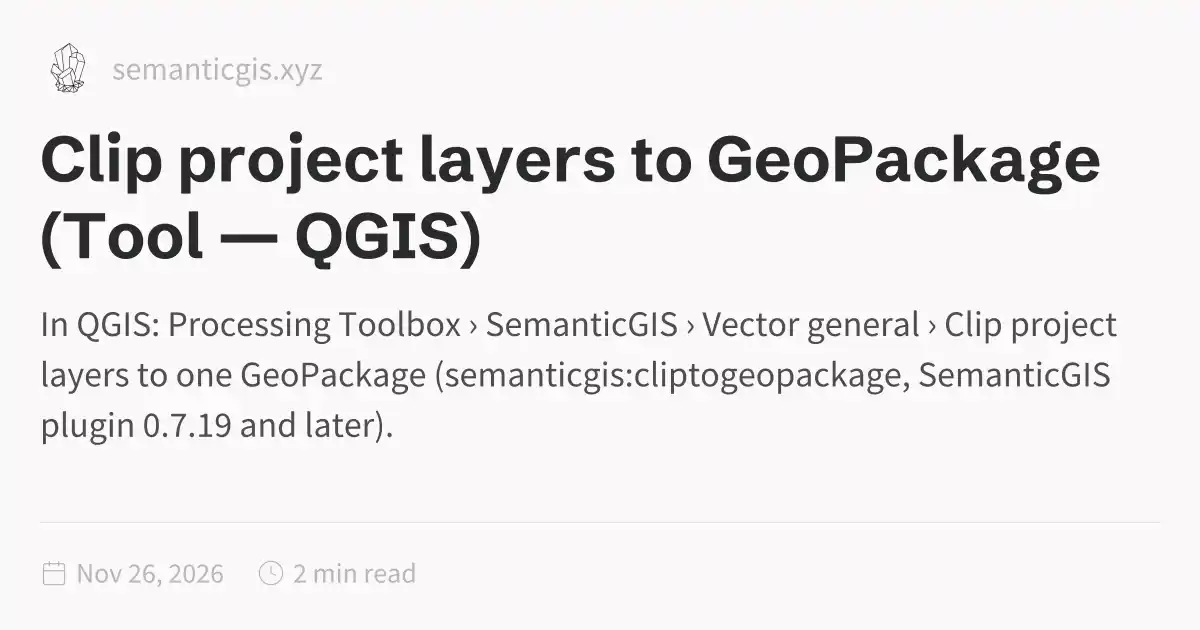 semanticgis.xyz
Clip project layers to GeoPackage
(Tool — QGIS)
In QGIS: Processing Toolbox › SemanticGIS › Vector general › Clip project
layers to one GeoPackage (semanticgis:cliptogeopackage, SemanticGIS
plugin 0.7.19 and later).
Nov 26, 2026 2 min read